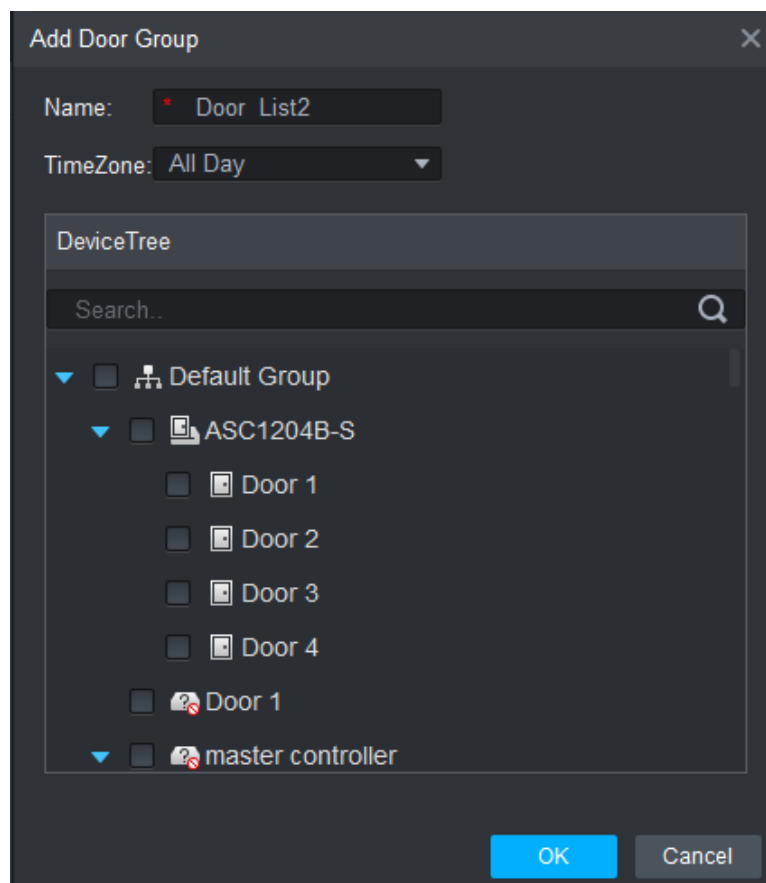 Add Door Group
Name: * Door List2
TimeZone: All Day
DeviceTree
Search..
Default Group
ASC1204B-S
Door 1
Door 2
Door 3
Door 4
Door 1
master controller
OK Cancel